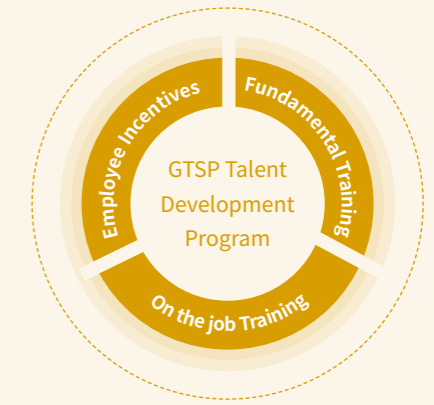 Employee Incentives
Fundamental Training
GTSP Talent
Development
Program
On the job Training